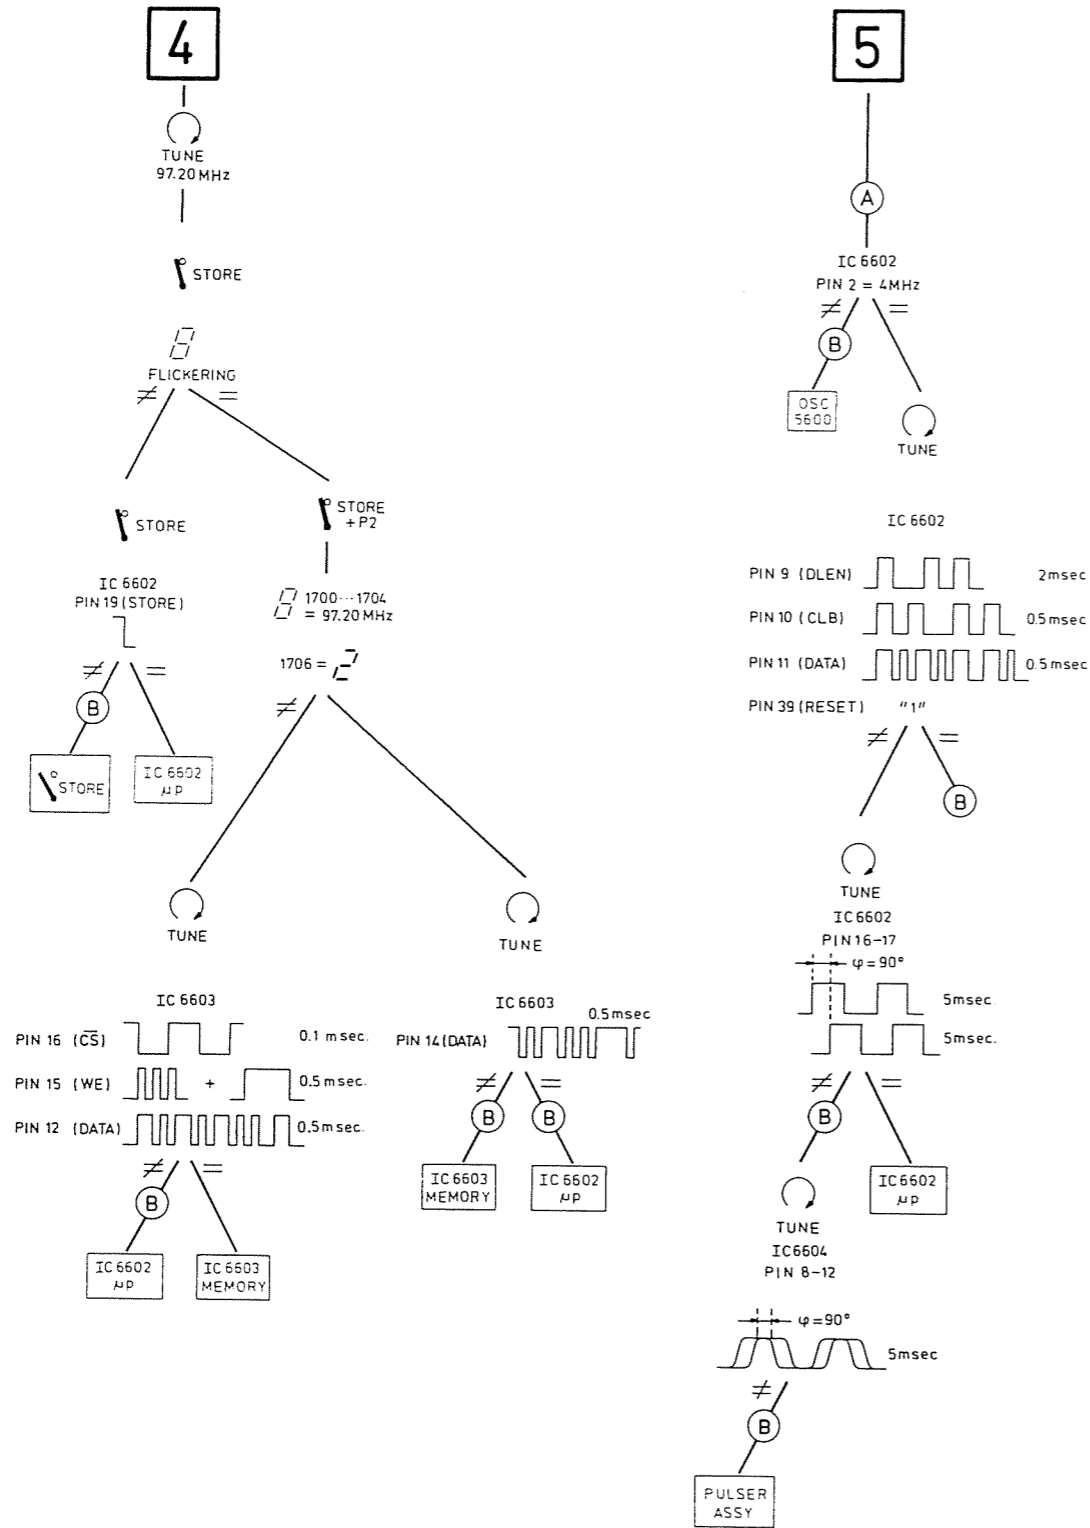 4
TUNE
97.20 MHz
STORE
8
FLICKERING
≠ =
STORE
IC 6602
PIN 19 (STORE)
≠ =
B
STORE
IC 6602
μP
STORE
+ P2
8 1700···1704
= 97.20 MHz
1706 = 2
≠
TUNE
IC 6603
PIN 16 (C̅S̅) 0.1 msec.
PIN 15 (WE) + 0.5 msec.
PIN 12 (DATA) 0.5 msec.
≠ =
B
IC 6602
μP
IC 6603
MEMORY
TUNE
IC 6603
0.5 msec
PIN 14 (DATA)
≠ =
B B
IC 6603
MEMORY
IC 6602
μP
5
A
IC 6602
PIN 2 = 4MHz
≠ =
B
OSC
5600
TUNE
IC 6602
PIN 9 (DLEN) 2 msec
PIN 10 (CLB) 0.5 msec
PIN 11 (DATA) 0.5 msec
PIN 39 (RESET) "1"
≠ =
B
TUNE
IC 6602
PIN 16-17
φ = 90°
5 msec.
5 msec.
≠ =
B
IC 6602
μP
TUNE
IC 6604
PIN 8-12
φ = 90°
5 msec
≠
B
PULSER
ASSY